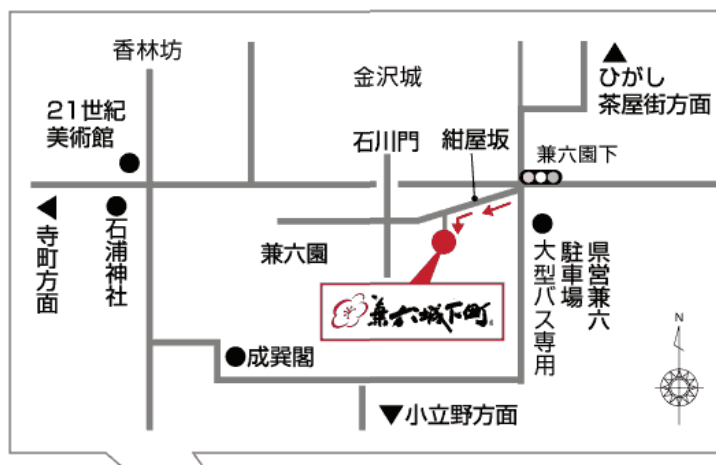 香林坊
金沢城
ひがし
茶屋街方面
21世紀
美術館
石川門
紺屋坂
兼六園下
寺町方面
石浦神社
兼六園
県営兼六
駐車場
大型バス専用
兼六城下町
成巽閣
小立野方面
N